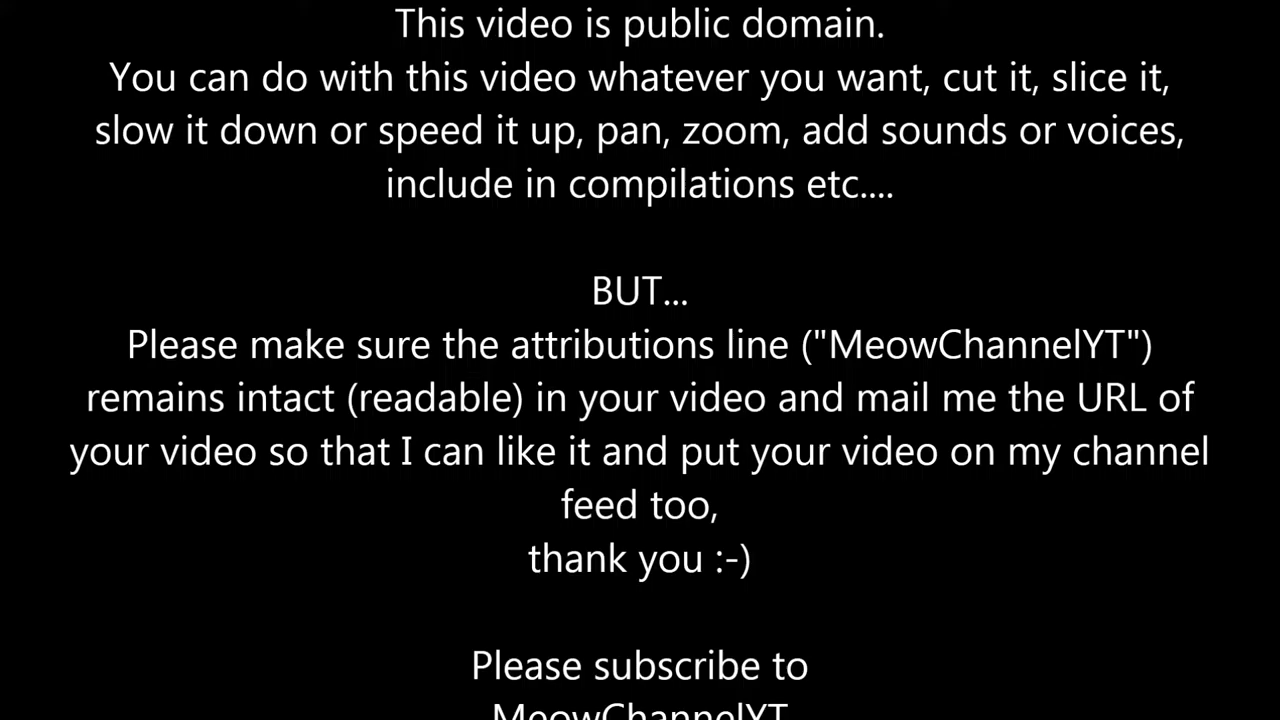 This video is public domain.
You can do with this video whatever you want, cut it, slice it,
slow it down or speed it up, pan, zoom, add sounds or voices,
include in compilations etc....
BUT...
Please make sure the attributions line ("MeowChannelYT")
remains intact (readable) in your video and mail me the URL of
your video so that I can like it and put your video on my channel
feed too,
thank you :-)
Please subscribe to
MeowChannelYT